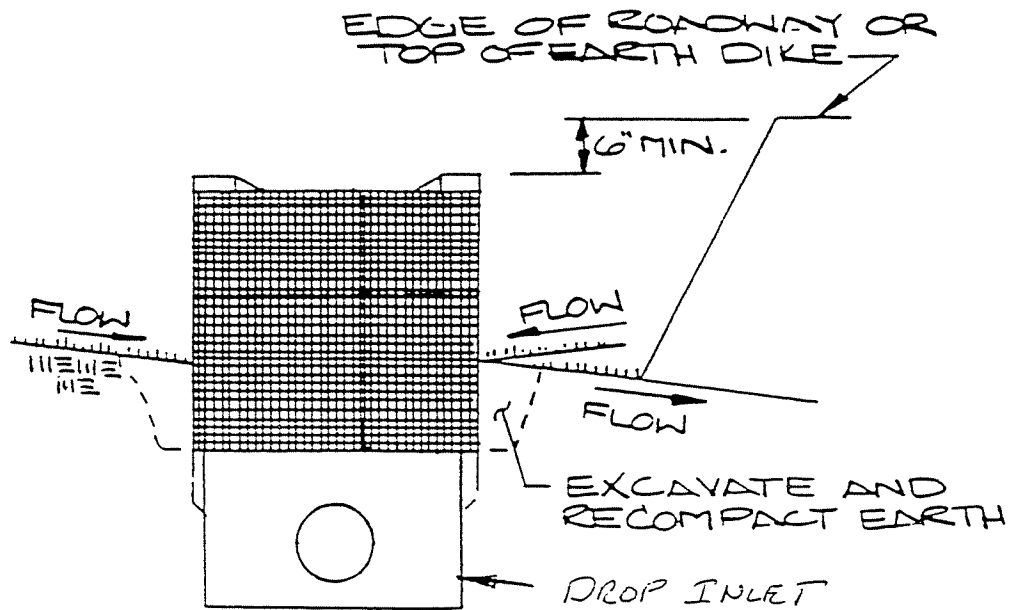 EDGE OF ROADWAY OR
TOP OF EARTH DIKE
6" MIN.
FLOW
FLOW
FLOW
EXCAVATE AND
RECOMPACT EARTH
DROP INLET